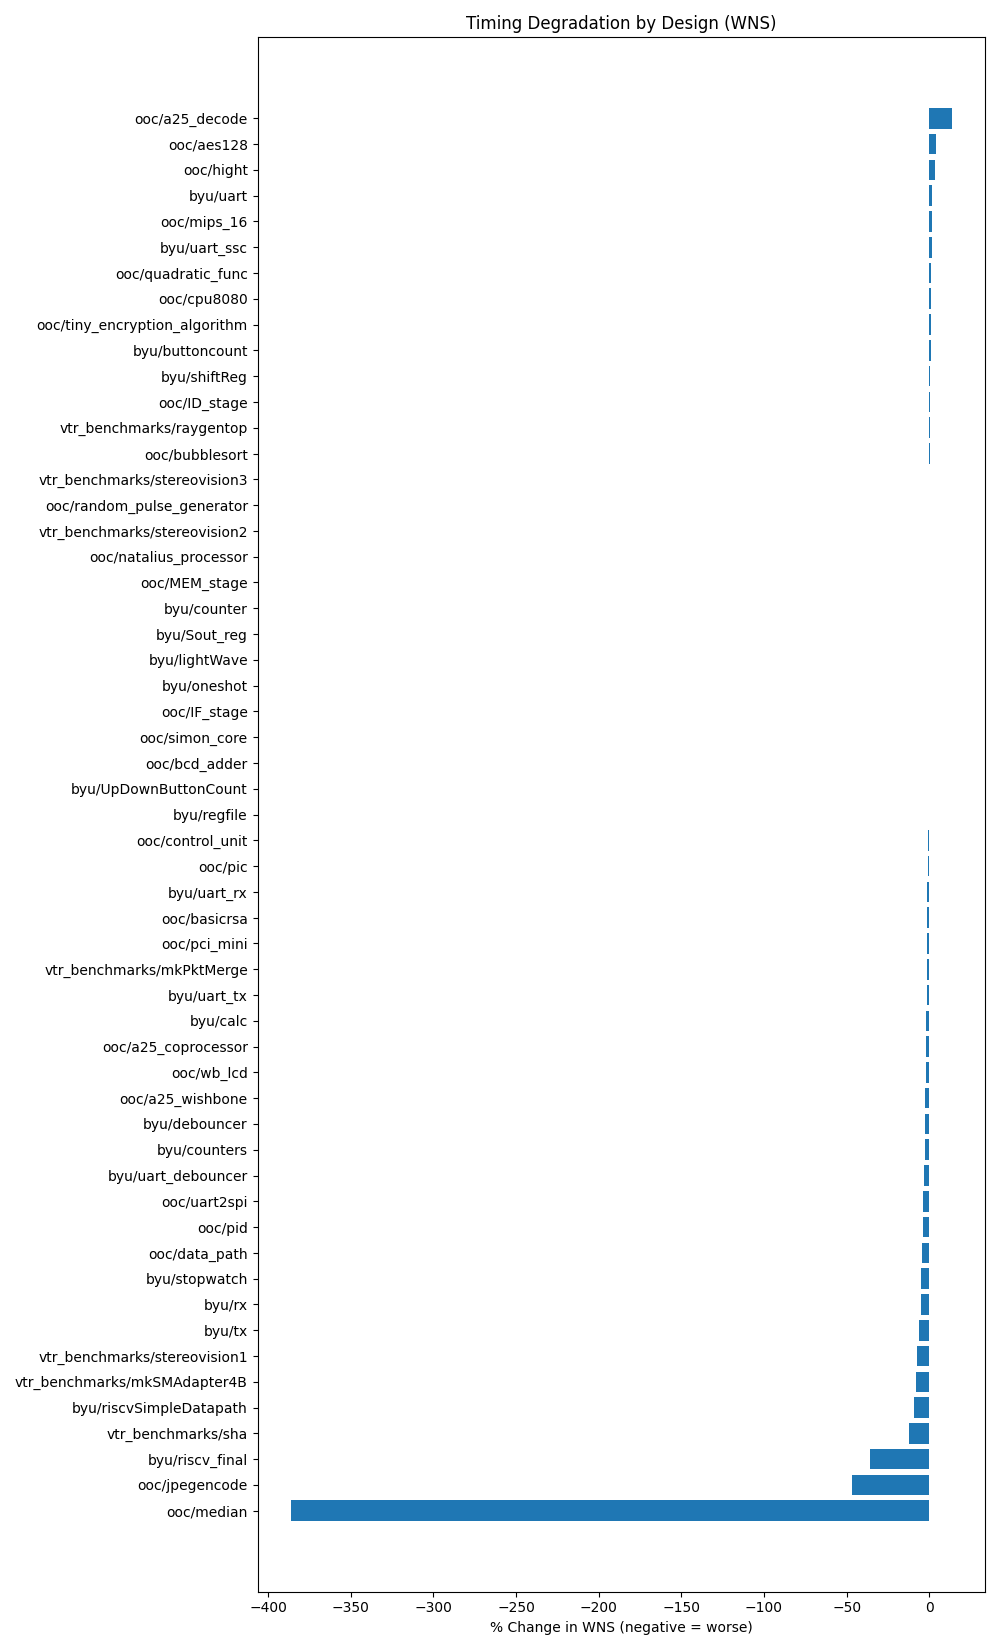 Timing Degradation by Design (WNS)
ooc/a25_decode
ooc/aes128
ooc/hight
byu/uart
ooc/mips_16
byu/uart_ssc
ooc/quadratic_func
ooc/cpu8080
ooc/tiny_encryption_algorithm
byu/buttoncount
byu/shiftReg
ooc/ID_stage
vtr_benchmarks/raygentop
ooc/bubblesort
vtr_benchmarks/stereovision3
ooc/random_pulse_generator
vtr_benchmarks/stereovision2
ooc/natalius_processor
ooc/MEM_stage
byu/counter
byu/Sout_reg
byu/lightWave
byu/oneshot
ooc/IF_stage
ooc/simon_core
ooc/bcd_adder
byu/UpDownButtonCount
byu/regfile
ooc/control_unit
ooc/pic
byu/uart_rx
ooc/basicrsa
ooc/pci_mini
vtr_benchmarks/mkPktMerge
byu/uart_tx
byu/calc
ooc/a25_coprocessor
ooc/wb_lcd
ooc/a25_wishbone
byu/debouncer
byu/counters
byu/uart_debouncer
ooc/uart2spi
ooc/pid
ooc/data_path
byu/stopwatch
byu/rx
byu/tx
vtr_benchmarks/stereovision1
vtr_benchmarks/mkSMAdapter4B
byu/riscvSimpleDatapath
vtr_benchmarks/sha
byu/riscv_final
ooc/jpegencode
ooc/median
−400 −350 −300 −250 −200 −150 −100 −50 0
% Change in WNS (negative = worse)